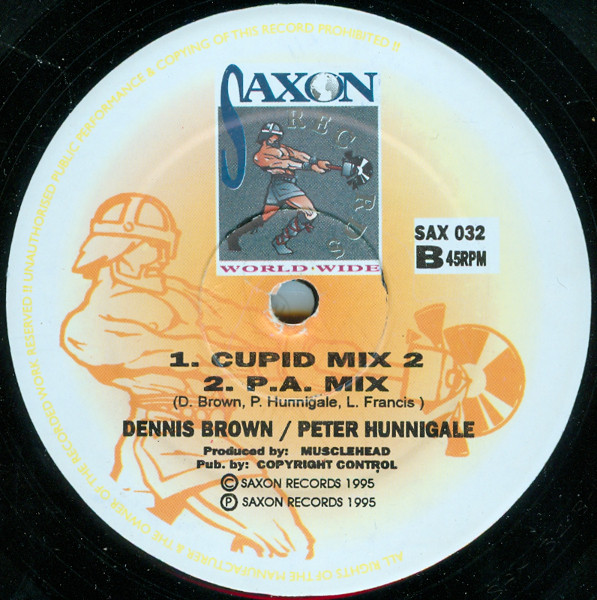 SAXON
RECORDS
WORLD · WIDE
SAX 032
B 45RPM
1. CUPID MIX 2
2. P.A. MIX
(D. Brown, P. Hunnigale, L. Francis )
DENNIS BROWN / PETER HUNNIGALE
Produced by: MUSCLEHEAD
Pub. by: COPYRIGHT CONTROL
© SAXON RECORDS 1995
℗ SAXON RECORDS 1995
ALL RIGHTS OF THE MANUFACTURER & THE OWNER OF THE RECORDED WORK RESERVED !! UNAUTHORISED PUBLIC PERFORMANCE & COPYING OF THIS RECORD PROHIBITED !!